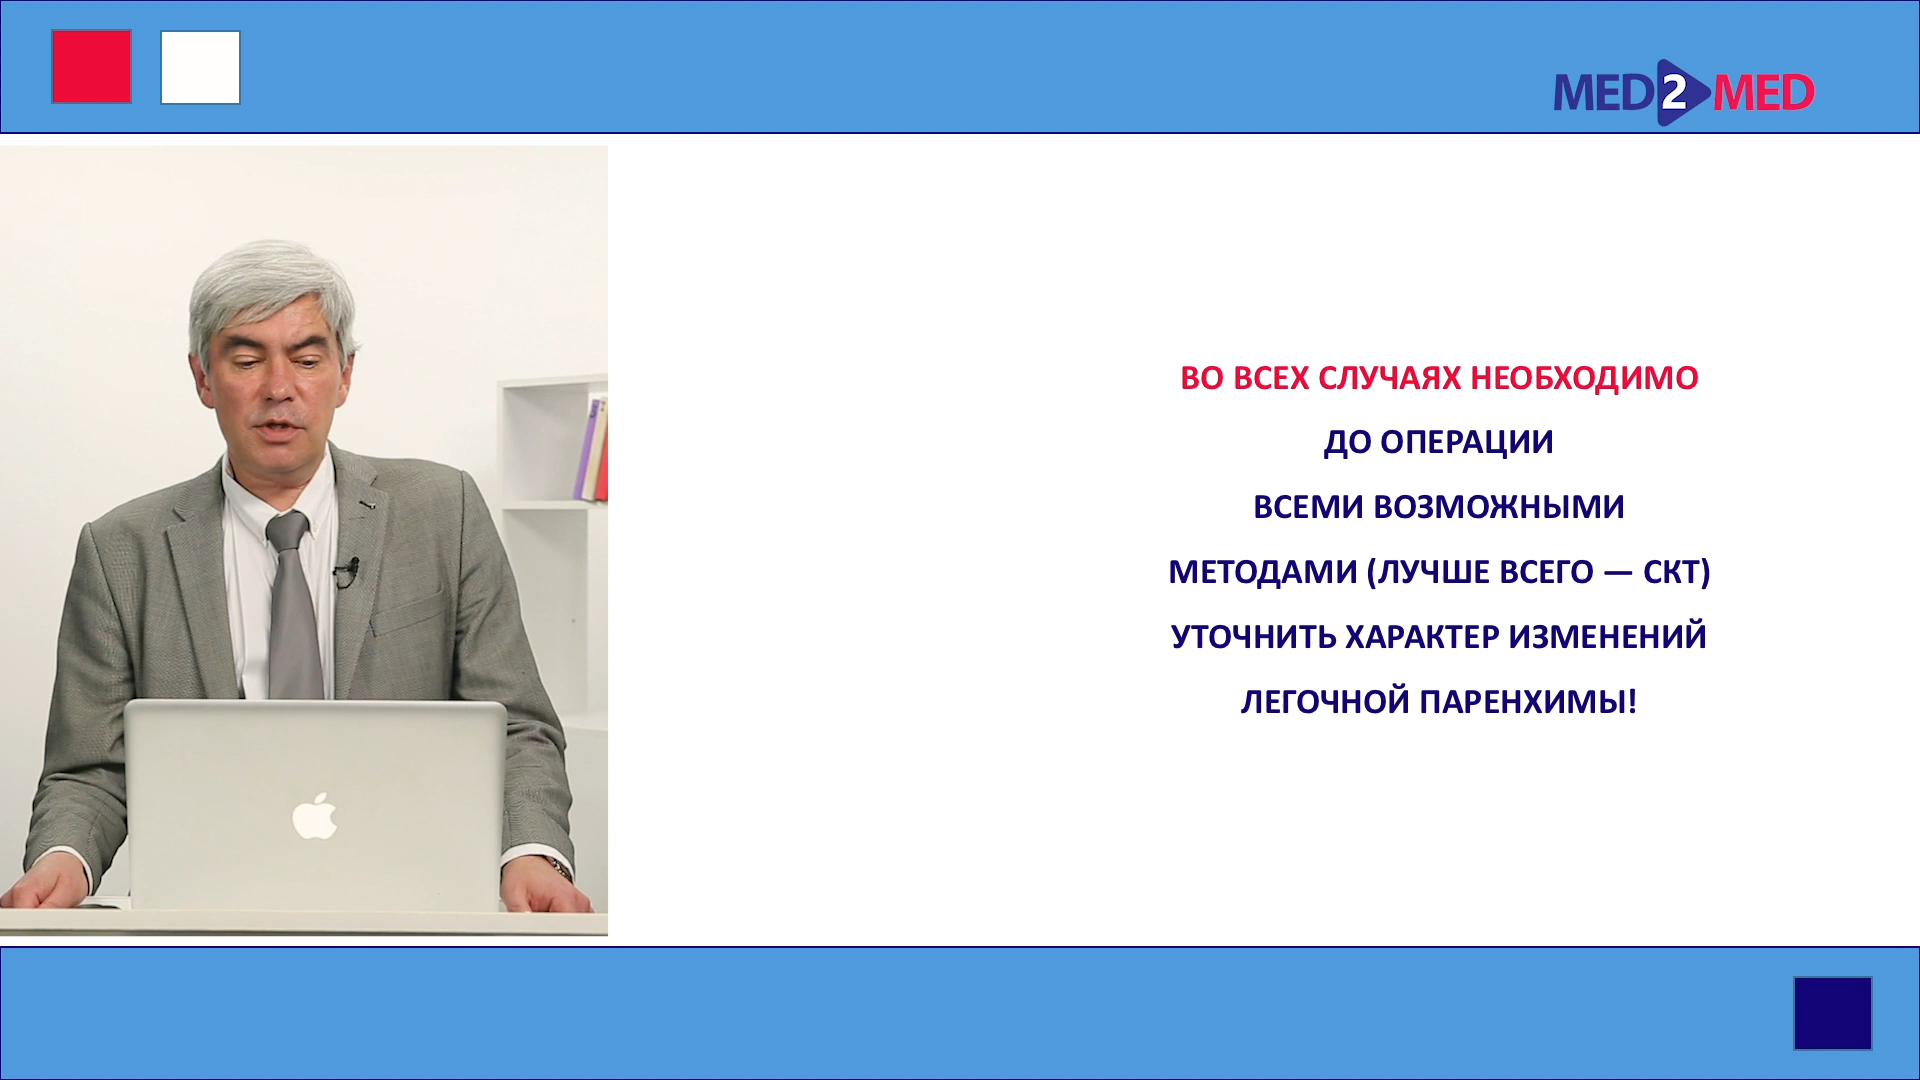 MED2MED
ВО ВСЕХ СЛУЧАЯХ НЕОБХОДИМО
ДО ОПЕРАЦИИ
ВСЕМИ ВОЗМОЖНЫМИ
МЕТОДАМИ (ЛУЧШЕ ВСЕГО — СКТ)
УТОЧНИТЬ ХАРАКТЕР ИЗМЕНЕНИЙ
ЛЕГОЧНОЙ ПАРЕНХИМЫ!